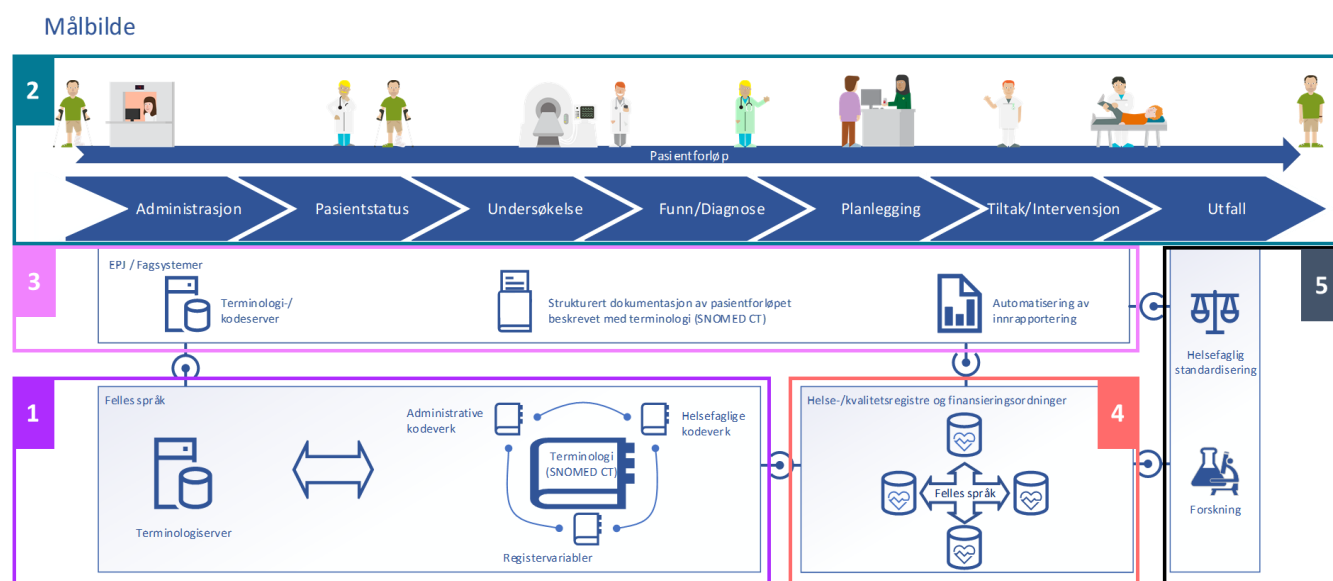 Målbilde
2
Pasientforløp
Administrasjon
Pasientstatus
Undersøkelse
Funn/Diagnose
Planlegging
Tiltak/Intervensjon
Utfall
3
EPJ / Fagsystemer
Terminologi-/
kodeserver
Strukturert dokumentasjon av pasientforløpet
beskrevet med terminologi (SNOMED CT)
Automatisering av
innrapportering
5
Helsefaglig
standardisering
1
Felles språk
Terminologiserver
Administrative
kodeverk
Helsefaglige
kodeverk
Terminologi
(SNOMED CT)
Registervariabler
Helse-/kvalitetsregistre og finansieringsordninger
4
Felles språk
Forskning